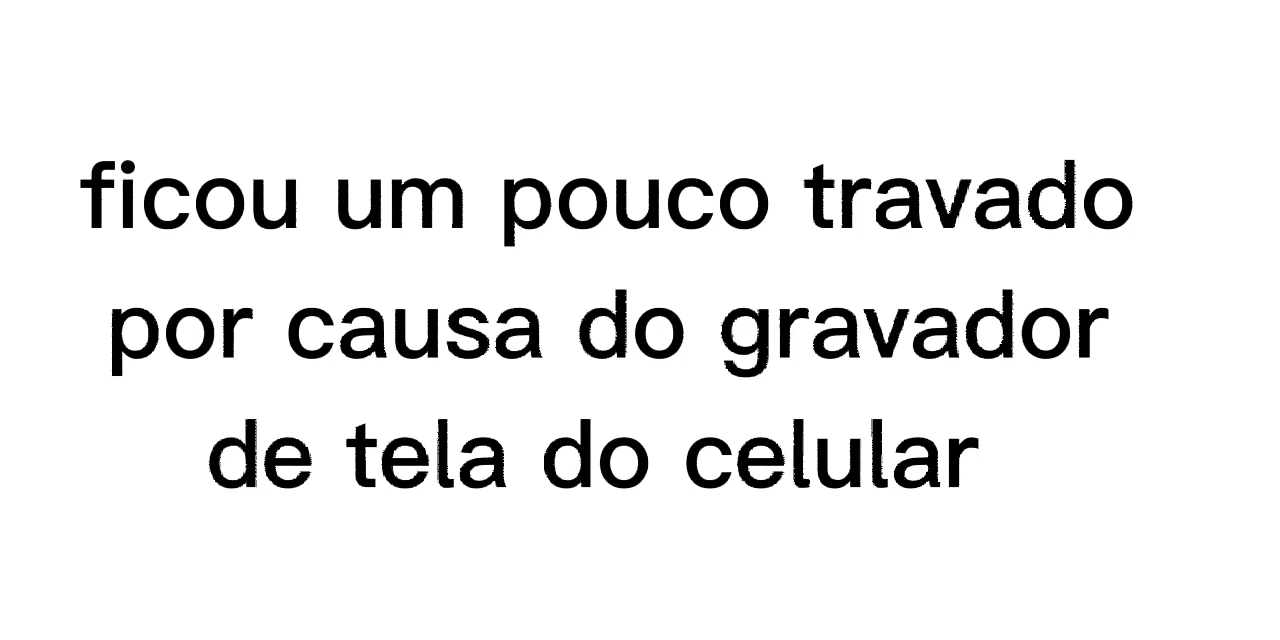 ficou um pouco travado
por causa do gravador
de tela do celular